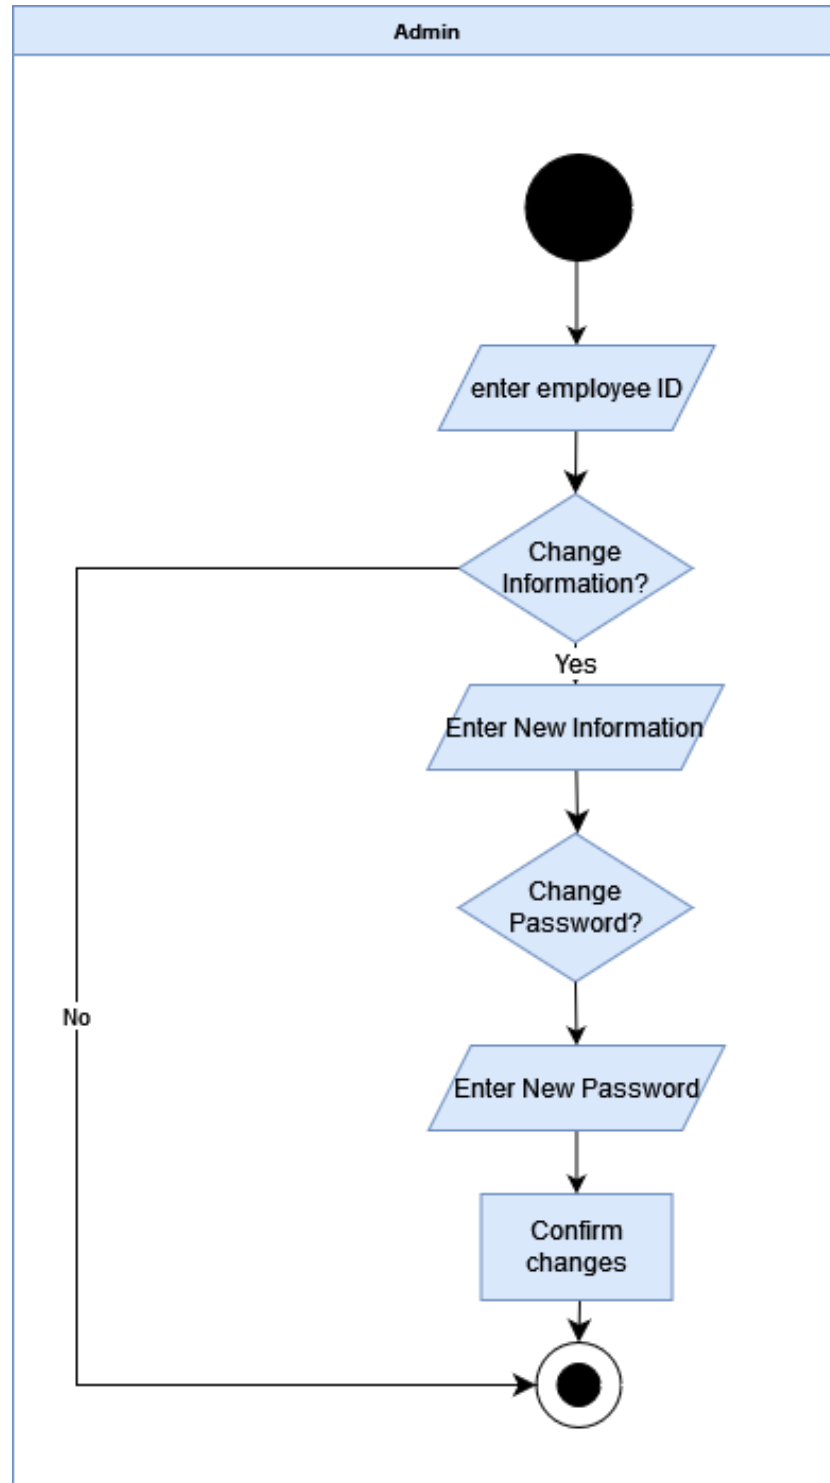 Admin
enter employee ID
Change
Information?
Yes
Enter New Information
Change
Password?
No
Enter New Password
Confirm
changes